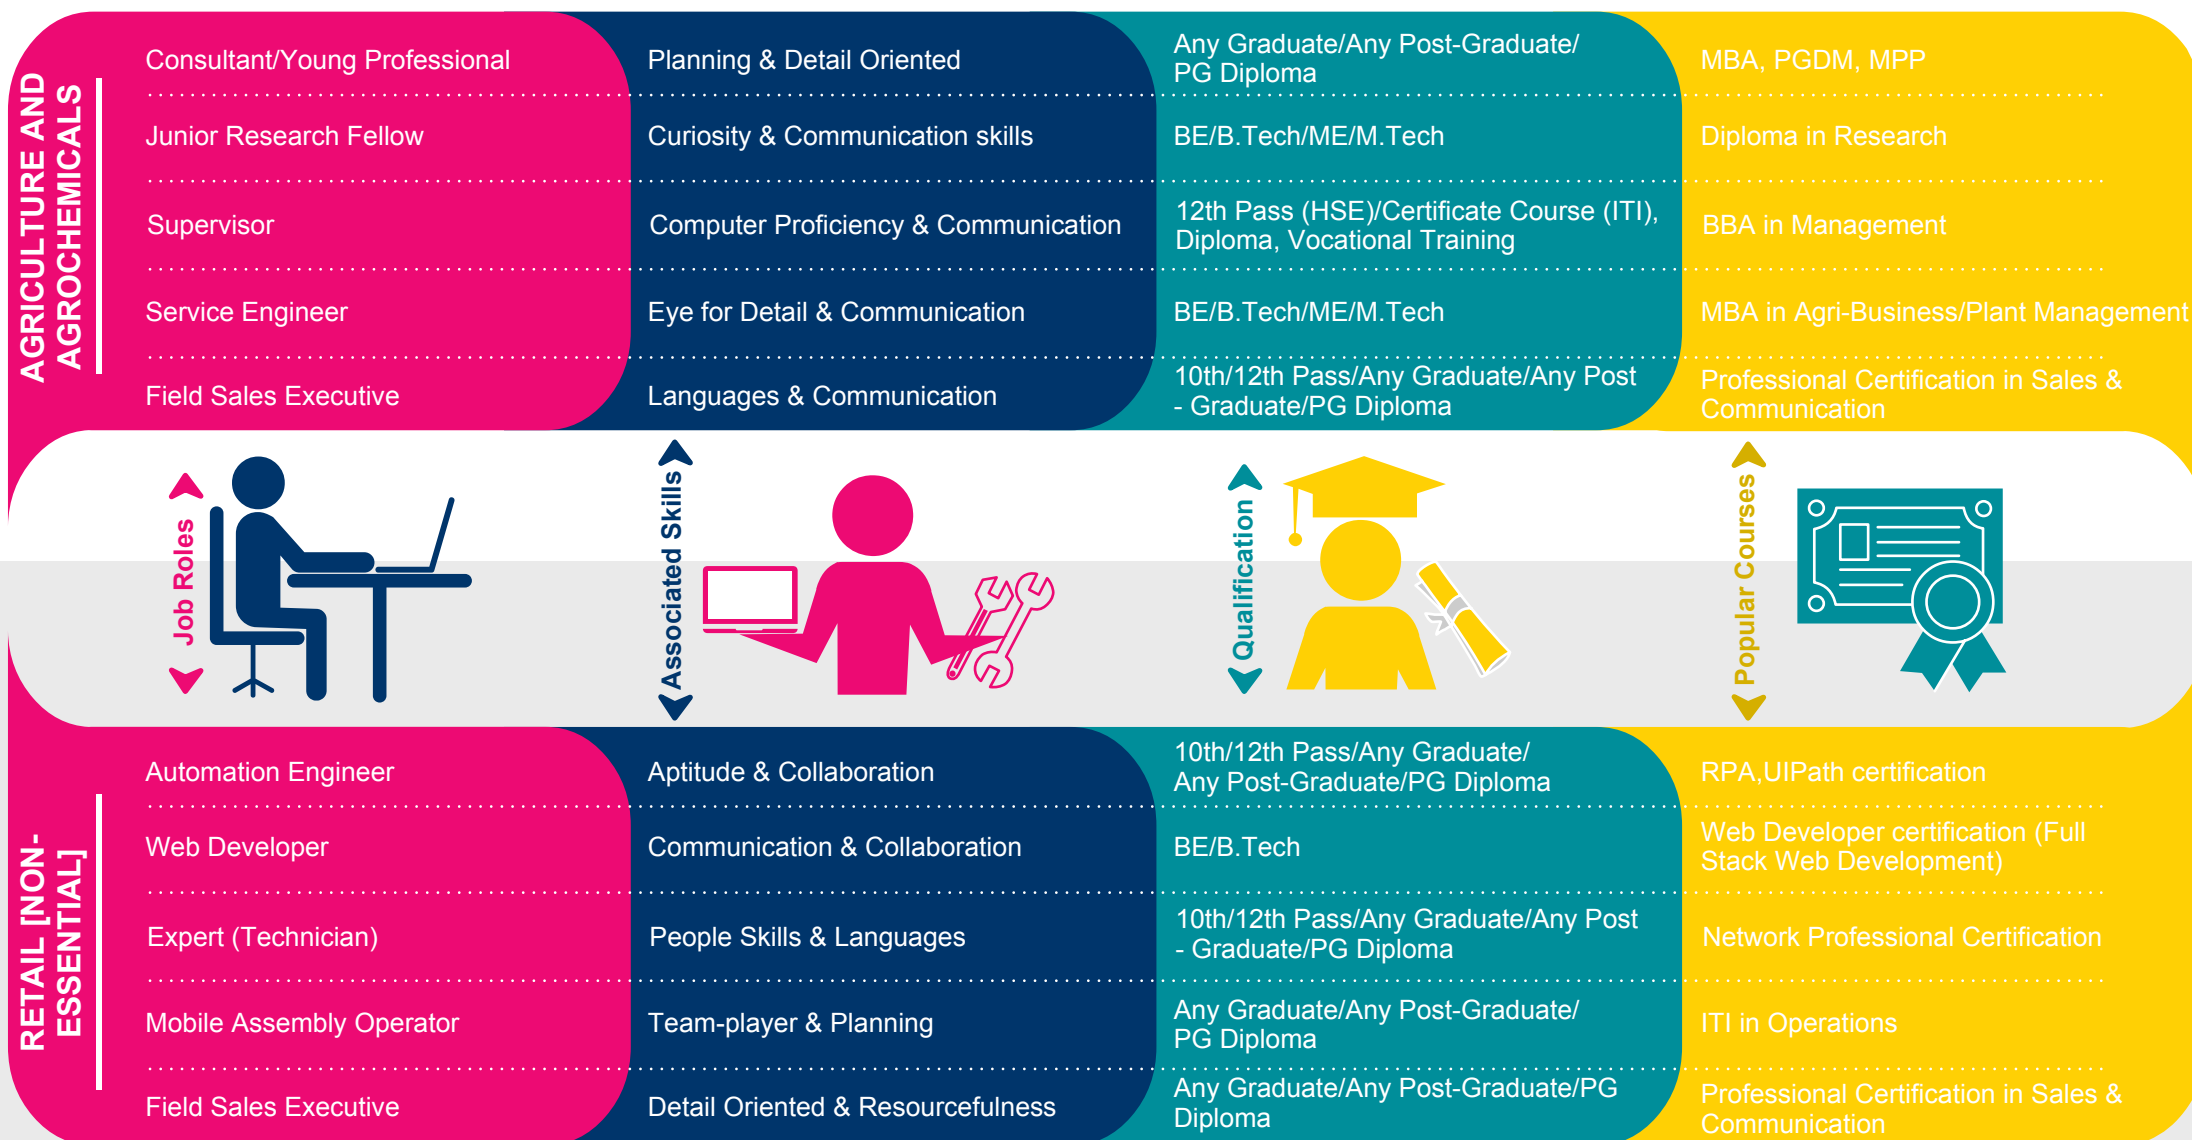 AGRICULTURE AND
AGROCHEMICALS
Consultant/Young Professional
Planning & Detail Oriented
Any Graduate/Any Post-Graduate/
PG Diploma
MBA, PGDM, MPP
Junior Research Fellow
Curiosity & Communication skills
BE/B.Tech/ME/M.Tech
Diploma in Research
Supervisor
Computer Proficiency & Communication
12th Pass (HSE)/Certificate Course (ITI),
Diploma, Vocational Training
BBA in Management
Service Engineer
Eye for Detail & Communication
BE/B.Tech/ME/M.Tech
MBA in Agri-Business/Plant Management
Field Sales Executive
Languages & Communication
10th/12th Pass/Any Graduate/Any Post
- Graduate/PG Diploma
Professional Certification in Sales &
Communication
Job Roles
Associated Skills
Qualification
Popular Courses
RETAIL [NON-
ESSENTIAL]
Automation Engineer
Aptitude & Collaboration
10th/12th Pass/Any Graduate/
Any Post-Graduate/PG Diploma
RPA,UIPath certification
Web Developer
Communication & Collaboration
BE/B.Tech
Web Developer certification (Full
Stack Web Development)
Expert (Technician)
People Skills & Languages
10th/12th Pass/Any Graduate/Any Post
- Graduate/PG Diploma
Network Professional Certification
Mobile Assembly Operator
Team-player & Planning
Any Graduate/Any Post-Graduate/
PG Diploma
ITI in Operations
Field Sales Executive
Detail Oriented & Resourcefulness
Any Graduate/Any Post-Graduate/PG
Diploma
Professional Certification in Sales &
Communication